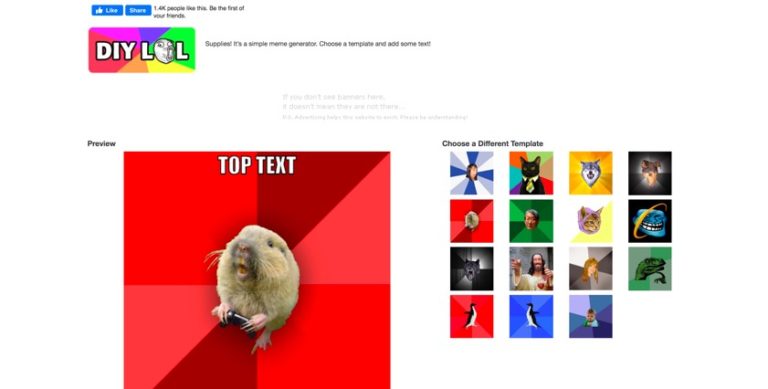 Like Share 1.4K people like this. Be the first of
your friends.
DIY LOL
Supplies! It's a simple meme generator. Choose a template and add some text!
If you don't see banners here,
it doesn't mean they are not there...
P.S. Advertising helps this website to exist. Please be understanding!
Preview
Choose a Different Template
TOP TEXT